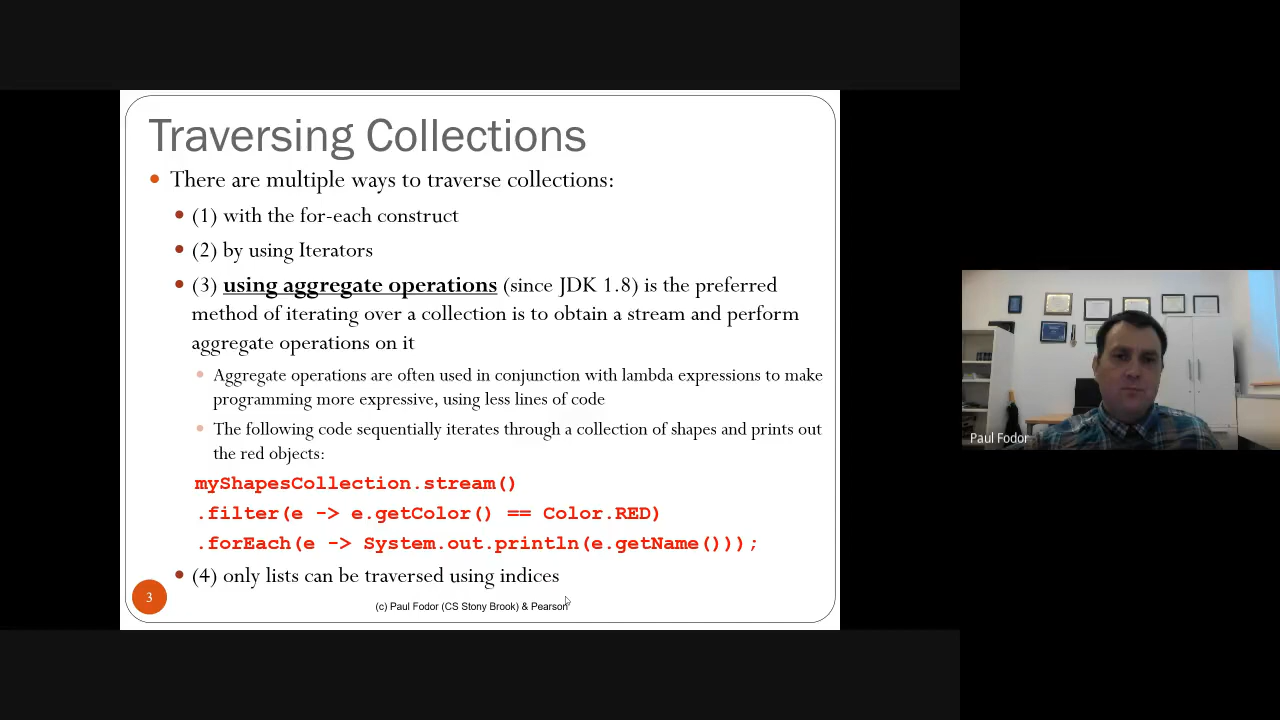 Traversing Collections
There are multiple ways to traverse collections:
(1) with the for-each construct
(2) by using Iterators
(3) using aggregate operations (since JDK 1.8) is the preferred
method of iterating over a collection is to obtain a stream and perform
aggregate operations on it
Aggregate operations are often used in conjunction with lambda expressions to make
programming more expressive, using less lines of code
The following code sequentially iterates through a collection of shapes and prints out
the red objects:
myShapesCollection.stream()
.filter(e -> e.getColor() == Color.RED)
.forEach(e -> System.out.println(e.getName()));
(4) only lists can be traversed using indices
3
(c) Paul Fodor (CS Stony Brook) & Pearson
Paul Fodor